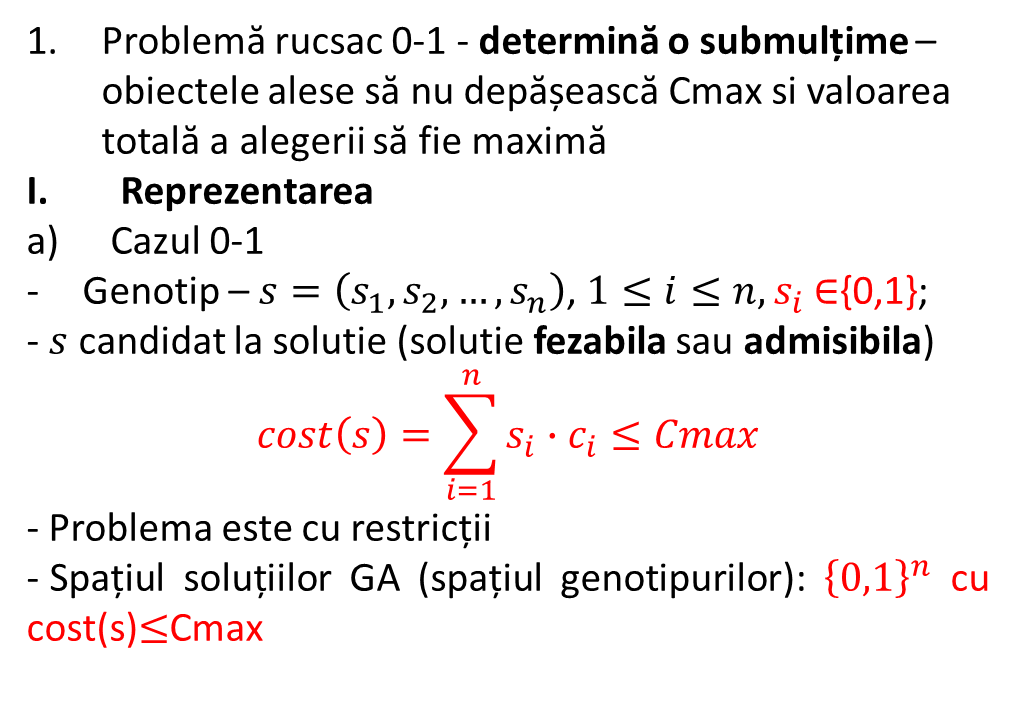 1. Problemă rucsac 0-1 - determină o submulțime –
obiectele alese să nu depășească Cmax si valoarea
totală a alegerii să fie maximă
I. Reprezentarea
a) Cazul 0-1
- Genotip – 𝑠 = (𝑠₁, 𝑠₂, … , 𝑠ₙ), 1 ≤ 𝑖 ≤ 𝑛, 𝑠ᵢ ∈{0,1};
- 𝑠 candidat la solutie (solutie fezabila sau admisibila)
𝑐𝑜𝑠𝑡(𝑠) = ∑ᵢ₌₁ⁿ 𝑠ᵢ ∙ 𝑐ᵢ ≤ 𝐶𝑚𝑎𝑥
- Problema este cu restricții
- Spațiul soluțiilor GA (spațiul genotipurilor): {0,1}ⁿ cu
cost(s)≤Cmax